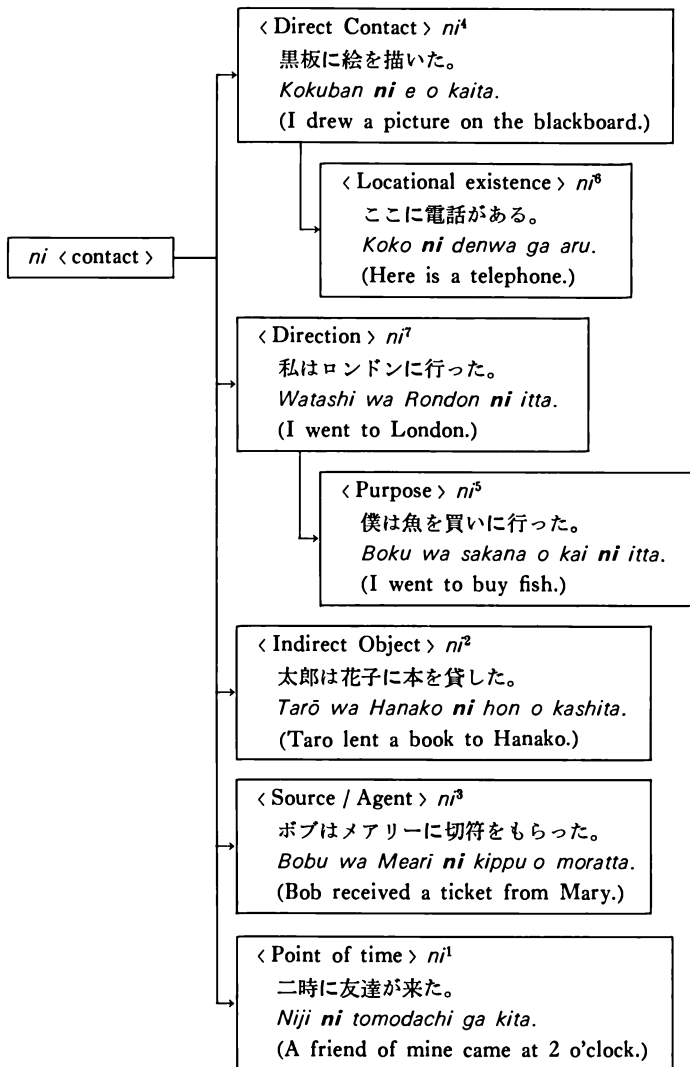 〈Direct Contact〉 ni⁴
黒板に絵を描いた。
Kokuban ni e o kaita.
(I drew a picture on the blackboard.)
〈Locational existence〉 ni⁶
ここに電話がある。
Koko ni denwa ga aru.
(Here is a telephone.)
ni 〈contact〉
〈Direction〉 ni⁷
私はロンドンに行った。
Watashi wa Rondon ni itta.
(I went to London.)
〈Purpose〉 ni⁵
僕は魚を買いに行った。
Boku wa sakana o kai ni itta.
(I went to buy fish.)
〈Indirect Object〉 ni²
太郎は花子に本を貸した。
Tarō wa Hanako ni hon o kashita.
(Taro lent a book to Hanako.)
〈Source / Agent〉 ni³
ボブはメアリーに切符をもらった。
Bobu wa Meari ni kippu o moratta.
(Bob received a ticket from Mary.)
〈Point of time〉 ni¹
二時に友達が来た。
Niji ni tomodachi ga kita.
(A friend of mine came at 2 o'clock.)